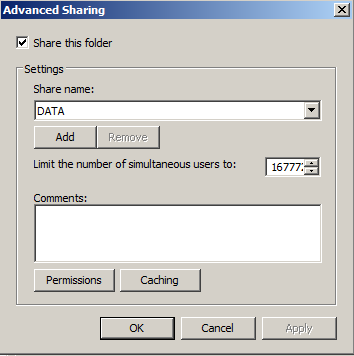 Advanced Sharing
Share this folder
Settings
Share name:
DATA
Add Remove
Limit the number of simultaneous users to: 16777
Comments:
Permissions Caching
OK Cancel Apply